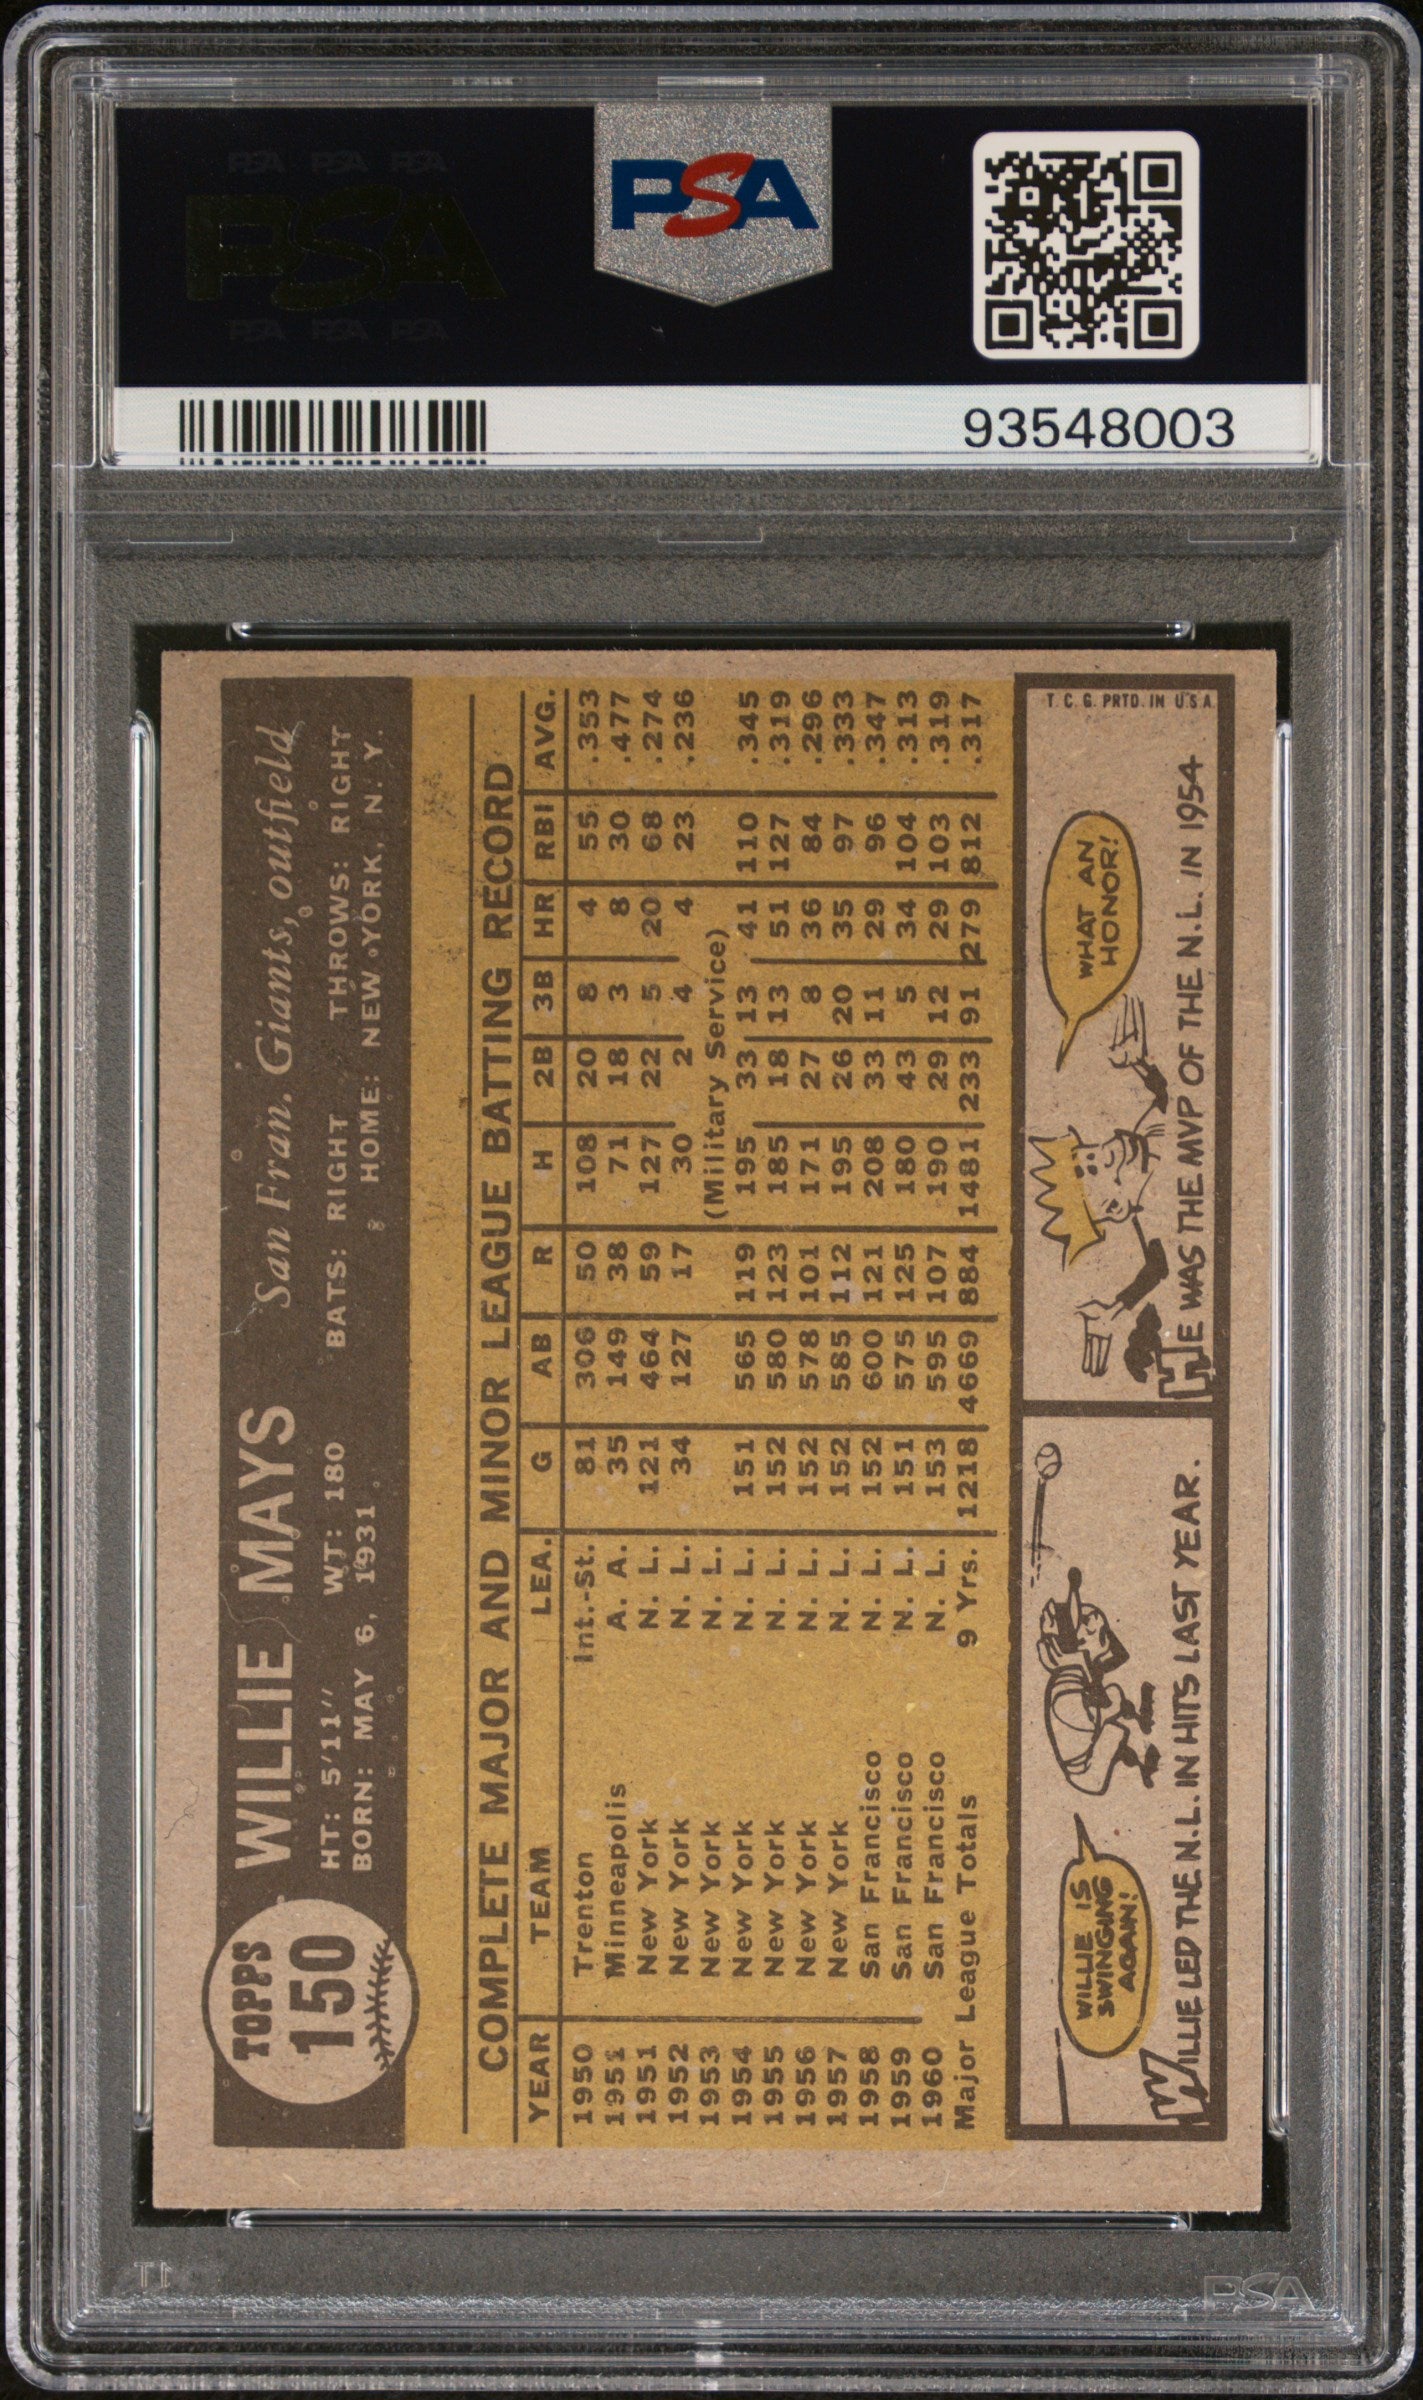 PSA PSA PSA
PSA
PSA PSA PSA
PSA
93548003
TOPPS
150
WILLIE MAYS San Fran. Giants, outfield
HT: 5'11" WT: 180 BATS: RIGHT THROWS: RIGHT
BORN: MAY 6, 1931 HOME: NEW YORK, N. Y.
COMPLETE MAJOR AND MINOR LEAGUE BATTING RECORD
YEAR TEAM LEA. G AB R H 2B 3B HR RBI AVG.
1950 Trenton Int.-St. 81 306 50 108 20 8 4 55 .353
1951 Minneapolis A. A. 35 149 38 71 18 3 8 30 .477
1951 New York N. L. 121 464 59 127 22 5 20 68 .274
1952 New York N. L. 34 127 17 30 2 4 4 23 .236
1953 New York N. L. (Military Service)
1954 New York N. L. 151 565 119 195 33 13 41 110 .345
1955 New York N. L. 152 580 123 185 18 13 51 127 .319
1956 New York N. L. 152 578 101 171 27 8 36 84 .296
1957 New York N. L. 152 585 112 195 26 20 35 97 .333
1958 San Francisco N. L. 152 600 121 208 33 11 29 96 .347
1959 San Francisco N. L. 151 575 125 180 43 5 34 104 .313
1960 San Francisco N. L. 153 595 107 190 29 12 29 103 .319
Major League Totals 9 Yrs. 1218 4669 884 1481 233 91 279 812 .317
WILLIE IS
SWINGING
AGAIN!
WILLIE LED THE N.L. IN HITS LAST YEAR.
WHAT AN
HONOR!
HE WAS THE MVP OF THE N.L. IN 1954
T. C. G. PRTD. IN U.S.A.
PSA